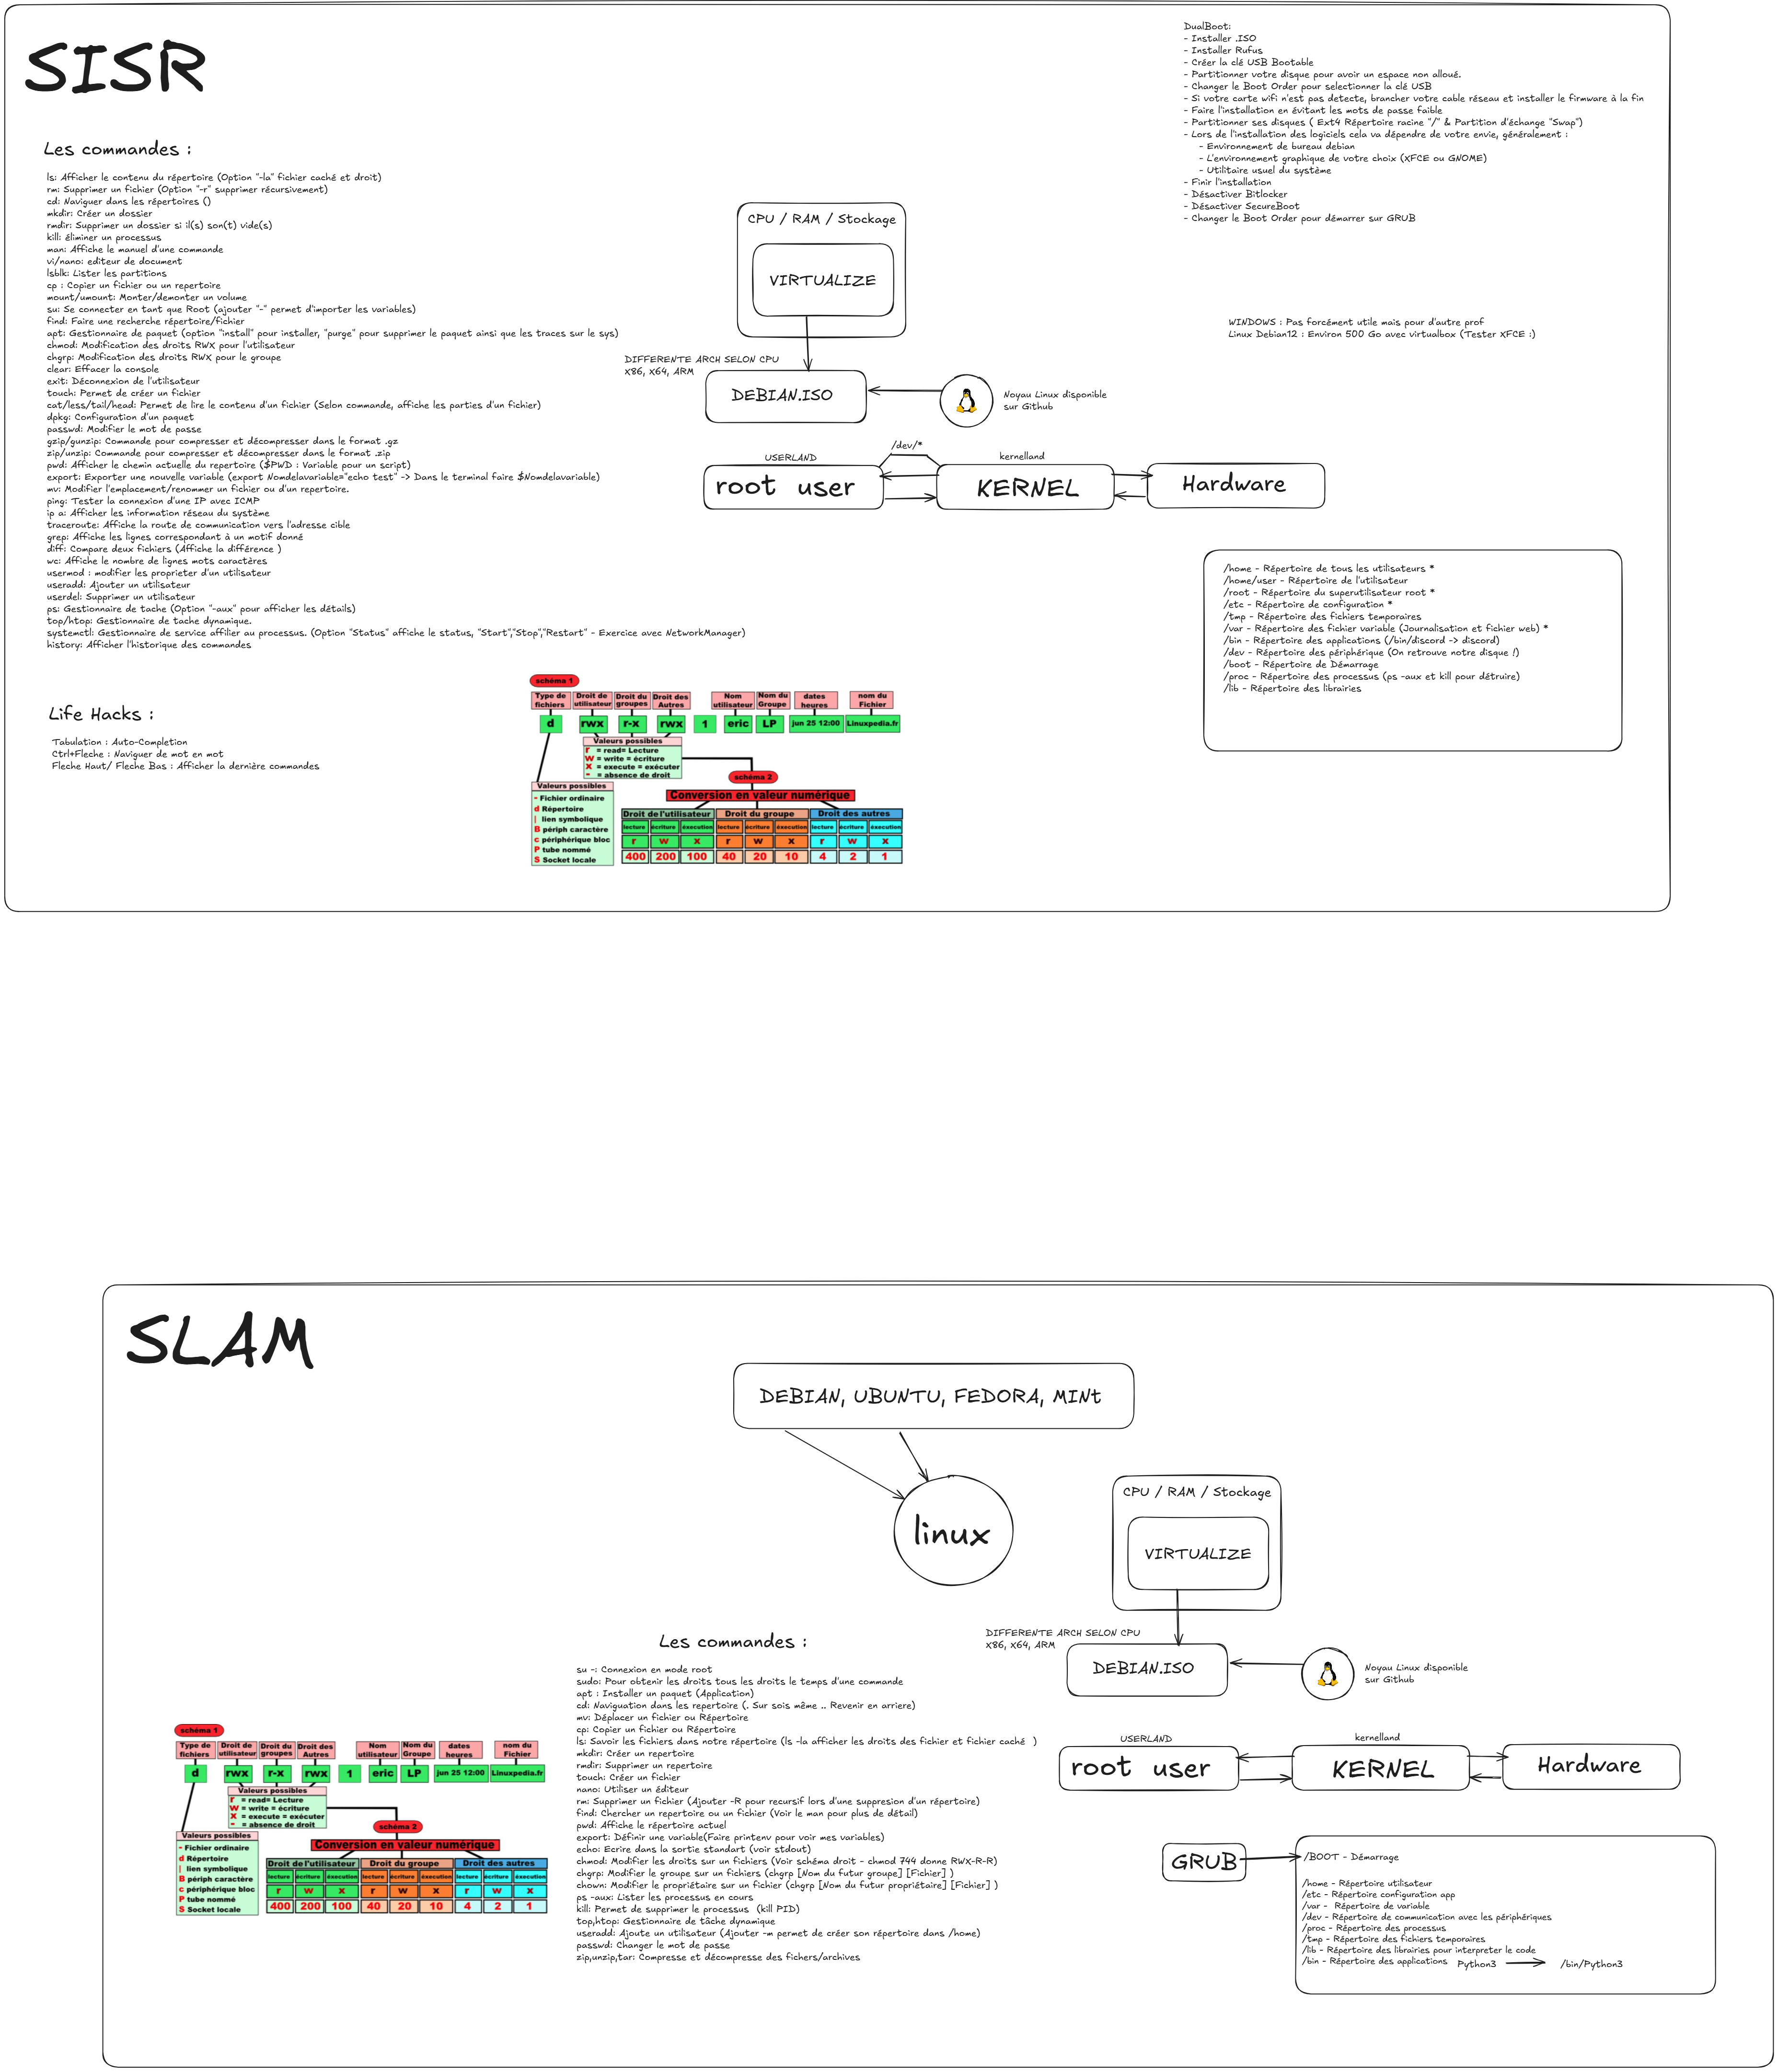 SISR
Les commandes :
ls: Afficher le contenu du répertoire (Option "-la" fichier caché et droit)
rm: Supprimer un fichier (Option "-r" supprimer récursivement)
cd: Naviguer dans les répertoires ()
mkdir: Créer un dossier
rmdir: Supprimer un dossier si il(s) son(t) vide(s)
kill: éliminer un processus
man: Affiche le manuel d'une commande
vi/nano: editeur de document
lsblk: Lister les partitions
cp : Copier un fichier ou un repertoire
mount/umount: Monter/demonter un volume
su: Se connecter en tant que Root (ajouter "-" permet d'importer les variables)
find: Faire une recherche répertoire/fichier
apt: Gestionnaire de paquet (option "install" pour installer, "purge" pour supprimer le paquet ainsi que les traces sur le sys)
chmod: Modification des droits RWX pour l'utilisateur
chgrp: Modification des droits RWX pour le groupe
clear: Effacer la console
exit: Déconnexion de l'utilisateur
touch: Permet de créer un fichier
cat/less/tail/head: Permet de lire le contenu d'un fichier (Selon commande, affiche les parties d'un fichier)
dpkg: Configuration d'un paquet
passwd: Modifier le mot de passe
gzip/gunzip: Commande pour compresser et décompresser dans le format .gz
zip/unzip: Commande pour compresser et décompresser dans le format .zip
pwd: Afficher le chemin actuelle du repertoire ($PWD : Variable pour un script)
export: Exporter une nouvelle variable (export Nomdelavariable="echo test" -> Dans le terminal faire $Nomdelavariable)
mv: Modifier l'emplacement/renommer un fichier ou d'un repertoire.
ping: Tester la connexion d'une IP avec ICMP
ip a: Afficher les information réseau du système
traceroute: Affiche la route de communication vers l'adresse cible
grep: Affiche les lignes correspondant à un motif donné
diff: Compare deux fichiers (Affiche la différence )
wc: Affiche le nombre de lignes mots caractères
usermod : modifier les proprieter d'un utilisateur
useradd: Ajouter un utilisateur
userdel: Supprimer un utilisateur
ps: Gestionnaire de tache (Option "-aux" pour afficher les détails)
top/htop: Gestionnaire de tache dynamique.
systemctl: Gestionnaire de service affilier au processus. (Option "Status" affiche le status, "Start","Stop","Restart" - Exercice avec NetworkManager)
history: Afficher l'historique des commandes
Life Hacks :
Tabulation : Auto-Completion
Ctrl+Fleche : Naviguer de mot en mot
Fleche Haut/ Fleche Bas : Afficher la dernière commandes
DualBoot:
- Installer .ISO
- Installer Rufus
- Créer la clé USB Bootable
- Partitionner votre disque pour avoir un espace non alloué.
- Changer le Boot Order pour selectionner la clé USB
- Si votre carte wifi n'est pas detecte, brancher votre cable réseau et installer le firmware à la fin
- Faire l'installation en évitant les mots de passe faible
- Partitionner ses disques ( Ext4 Répertoire racine "/" & Partition d'échange "Swap")
- Lors de l'installation des logiciels cela va dépendre de votre envie, généralement :
- Environnement de bureau debian
- L'environnement graphique de votre choix (XFCE ou GNOME)
- Utilitaire usuel du système
- Finir l'installation
- Désactiver Bitlocker
- Désactiver SecureBoot
- Changer le Boot Order pour démarrer sur GRUB
CPU / RAM / Stockage
VIRTUALIZE
DIFFERENTE ARCH SELON CPU
X86, X64, ARM
DEBIAN.ISO
Noyau Linux disponible
sur Github
WINDOWS : Pas forcément utile mais pour d'autre prof
Linux Debian12 : Environ 500 Go avec virtualbox (Tester XFCE :)
/dev/*
USERLAND
kernelland
root user
KERNEL
Hardware
/home - Répertoire de tous les utilisateurs *
/home/user - Répertoire de l'utilisateur
/root - Répertoire du superutilisateur root *
/etc - Répertoire de configuration *
/tmp - Répertoire des fichiers temporaires
/var - Répertoire des fichier variable (Journalisation et fichier web) *
/bin - Répertoire des applications (/bin/discord -> discord)
/dev - Répertoire des périphérique (On retrouve notre disque !)
/boot - Répertoire de Démarrage
/proc - Répertoire des processus (ps -aux et kill pour détruire)
/lib - Répertoire des librairies
schéma 1
Type de fichiers Droit de utilisateur Droit du groupes Droit des Autres Nom utilisateur Nom du Groupe dates heures nom du Fichier
d rwx r-x rwx 1 eric LP jun 25 12:00 Linuxpedia.fr
Valeurs possibles
r = read= Lecture
w = write = écriture
x = execute = exécuter
- = absence de droit
schéma 2
Valeurs possibles
- Fichier ordinaire
d Répertoire
| lien symbolique
B périph caractère
c périphérique bloc
P tube nommé
S Socket locale
Conversion en valeur numérique
Droit de l'utilisateur Droit du groupe Droit des autres
lecture écriture éxecution lecture écriture éxecution lecture écriture éxecution
r w x r w x r w x
400 200 100 40 20 10 4 2 1
SLAM
DEBIAN, UBUNTU, FEDORA, MINt
linux
CPU / RAM / Stockage
VIRTUALIZE
DIFFERENTE ARCH SELON CPU
X86, X64, ARM
DEBIAN.ISO
Noyau Linux disponible
sur Github
Les commandes :
su -: Connexion en mode root
sudo: Pour obtenir les droits tous les droits le temps d'une commande
apt : Installer un paquet (Application)
cd: Naviguation dans les repertoire (. Sur sois même .. Revenir en arriere)
mv: Déplacer un fichier ou Répertoire
cp: Copier un fichier ou Répertoire
ls: Savoir les fichiers dans notre répertoire (ls -la afficher les droits des fichier et fichier caché )
mkdir: Créer un repertoire
rmdir: Supprimer un repertoire
touch: Créer un fichier
nano: Utiliser un éditeur
rm: Supprimer un fichier (Ajouter -R pour recursif lors d'une suppresion d'un répertoire)
find: Chercher un repertoire ou un fichier (Voir le man pour plus de détail)
pwd: Affiche le répertoire actuel
export: Définir une variable(Faire printenv pour voir mes variables)
echo: Ecrire dans la sortie standart (voir stdout)
chmod: Modifier les droits sur un fichiers (Voir schéma droit - chmod 744 donne RWX-R-R)
chgrp: Modifier le groupe sur un fichiers (chgrp [Nom du futur groupe] [Fichier] )
chown: Modifier le propriétaire sur un fichier (chgrp [Nom du futur propriétaire] [Fichier] )
ps -aux: Lister les processus en cours
kill: Permet de supprimer le processus (kill PID)
top,htop: Gestionnaire de tâche dynamique
useradd: Ajoute un utilisateur (Ajouter -m permet de créer son répertoire dans /home)
passwd: Changer le mot de passe
zip,unzip,tar: Compresse et décompresse des fichers/archives
schéma 1
Type de fichiers Droit de utilisateur Droit du groupes Droit des Autres Nom utilisateur Nom du Groupe dates heures nom du Fichier
d rwx r-x rwx 1 eric LP jun 25 12:00 Linuxpedia.fr
Valeurs possibles
r = read= Lecture
w = write = écriture
x = execute = exécuter
- = absence de droit
schéma 2
Valeurs possibles
- Fichier ordinaire
d Répertoire
| lien symbolique
B périph caractère
c périphérique bloc
P tube nommé
S Socket locale
Conversion en valeur numérique
Droit de l'utilisateur Droit du groupe Droit des autres
lecture écriture éxecution lecture écriture éxecution lecture écriture éxecution
r w x r w x r w x
400 200 100 40 20 10 4 2 1
USERLAND
kernelland
root user
KERNEL
Hardware
GRUB
/BOOT - Démarrage
/home - Répertoire utilisateur
/etc - Répertoire configuration app
/var - Répertoire de variable
/dev - Répertoire de communication avec les périphériques
/proc - Répertoire des processus
/tmp - Répertoire des fichiers temporaires
/lib - Répertoire des librairies pour interpreter le code
/bin - Répertoire des applications Python3 /bin/Python3